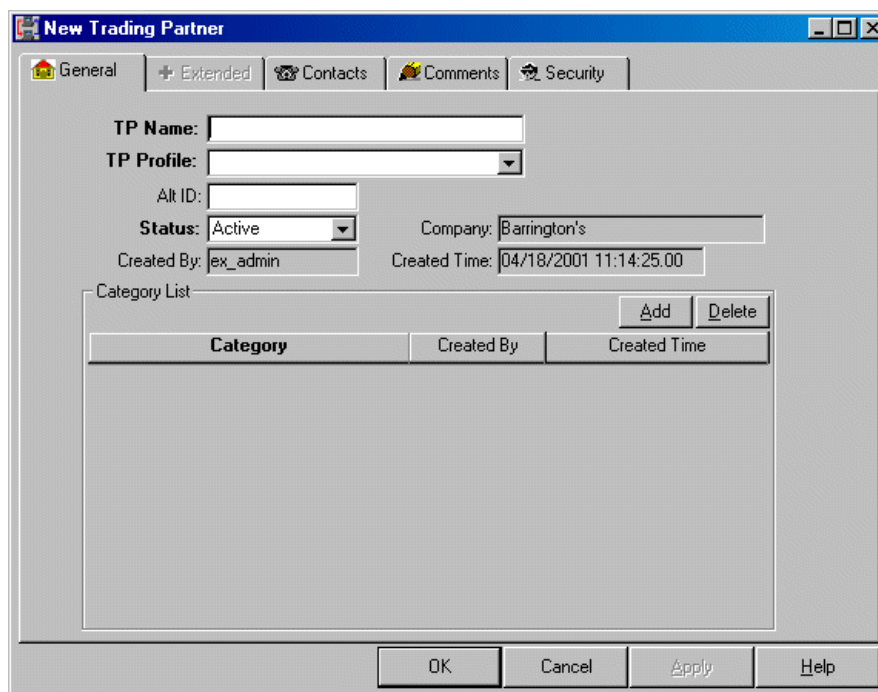 New Trading Partner
General Extended Contacts Comments Security
TP Name:
TP Profile:
Alt ID:
Status: Active Company: Barrington's
Created By: ex_admin Created Time: 04/18/2001 11:14:25.00
Category List
Add Delete
Category Created By Created Time
OK Cancel Apply Help